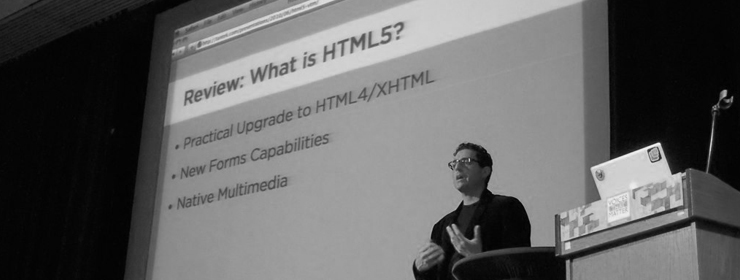 Review: What is HTML5?
• Practical Upgrade to HTML4/XHTML
• New Forms Capabilities
• Native Multimedia